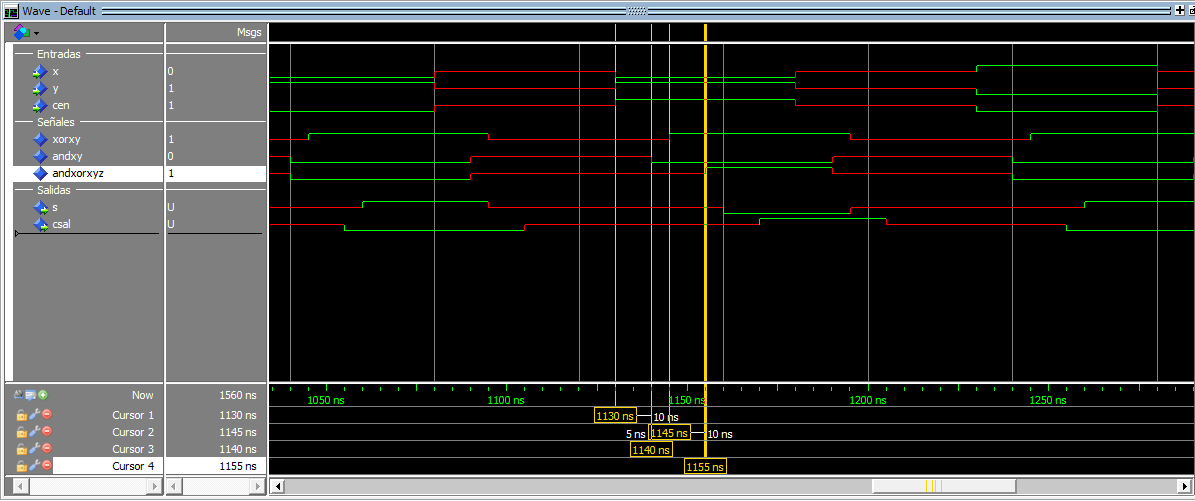 Wave - Default
Msgs
Entradas
x 0
y 1
cen 1
Señales
xorxy 1
andxy 0
andxorxyz 1
Salidas
s U
csal U
Now 1560 ns 1050 ns 1100 ns 1150 ns 1200 ns 1250 ns
Cursor 1 1130 ns 1130 ns 10 ns
Cursor 2 1145 ns 5 ns 1145 ns 10 ns
Cursor 3 1140 ns 1140 ns
Cursor 4 1155 ns 1155 ns